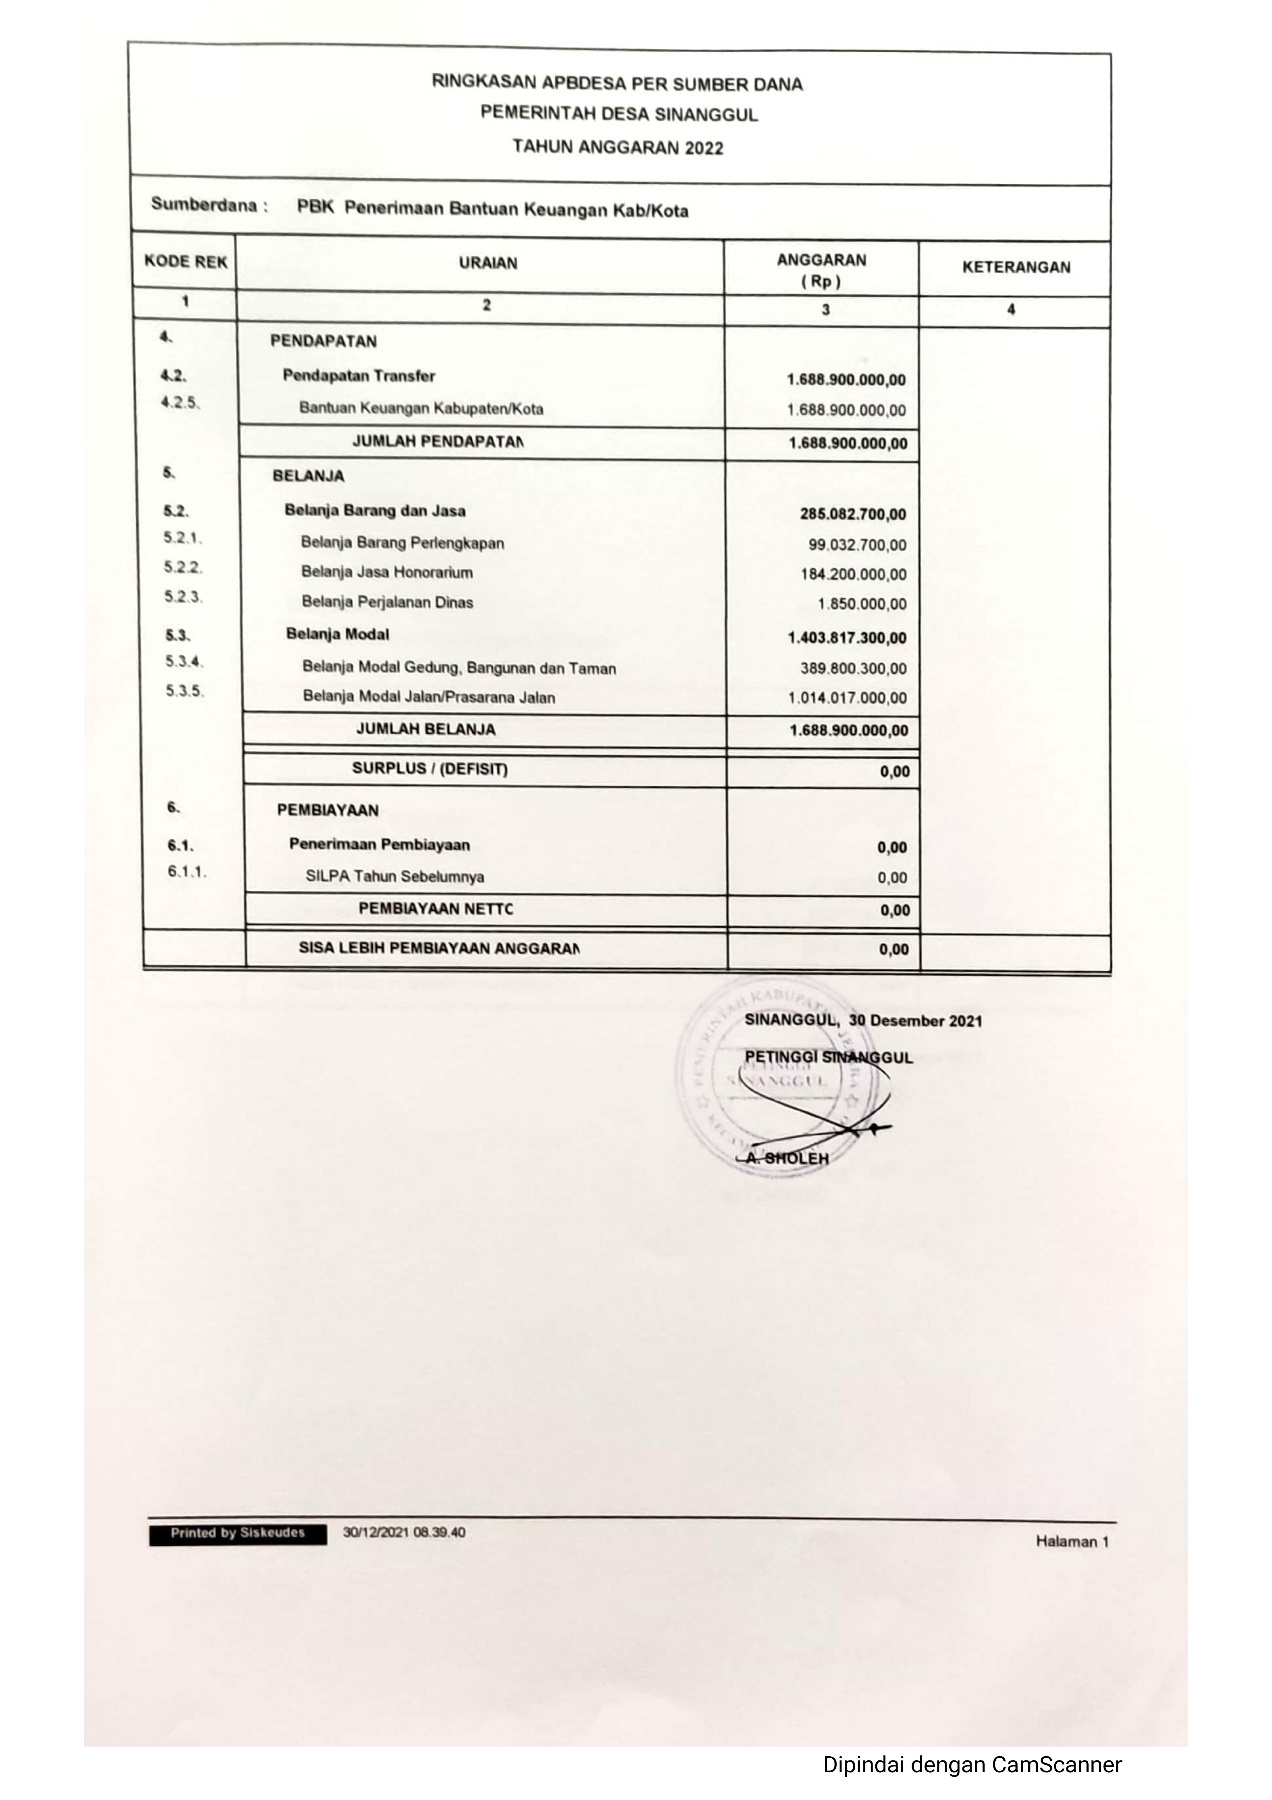 RINGKASAN APBDESA PER SUMBER DANA
PEMERINTAH DESA SINANGGUL
TAHUN ANGGARAN 2022
Sumberdana : PBK Penerimaan Bantuan Keuangan Kab/Kota
KODE REK URAIAN ANGGARAN (Rp) KETERANGAN
1 2 3 4
4. PENDAPATAN
4.2. Pendapatan Transfer 1.688.900.000,00
4.2.5. Bantuan Keuangan Kabupaten/Kota 1.688.900.000,00
JUMLAH PENDAPATAN 1.688.900.000,00
5. BELANJA
5.2. Belanja Barang dan Jasa 285.082.700,00
5.2.1. Belanja Barang Perlengkapan 99.032.700,00
5.2.2. Belanja Jasa Honorarium 184.200.000,00
5.2.3. Belanja Perjalanan Dinas 1.850.000,00
5.3. Belanja Modal 1.403.817.300,00
5.3.4. Belanja Modal Gedung, Bangunan dan Taman 389.800.300,00
5.3.5. Belanja Modal Jalan/Prasarana Jalan 1.014.017.000,00
JUMLAH BELANJA 1.688.900.000,00
SURPLUS / (DEFISIT) 0,00
6. PEMBIAYAAN
6.1. Penerimaan Pembiayaan 0,00
6.1.1. SILPA Tahun Sebelumnya 0,00
PEMBIAYAAN NETTO 0,00
SISA LEBIH PEMBIAYAAN ANGGARAN 0,00
SINANGGUL, 30 Desember 2021
PETINGGI SINANGGUL
PEMERINTAH KABUPATEN JEPARA
PETINGGI
SINANGGUL
A. SHOLEH
Printed by Siskeudes 30/12/2021 08.39.40 Halaman 1
Dipindai dengan CamScanner